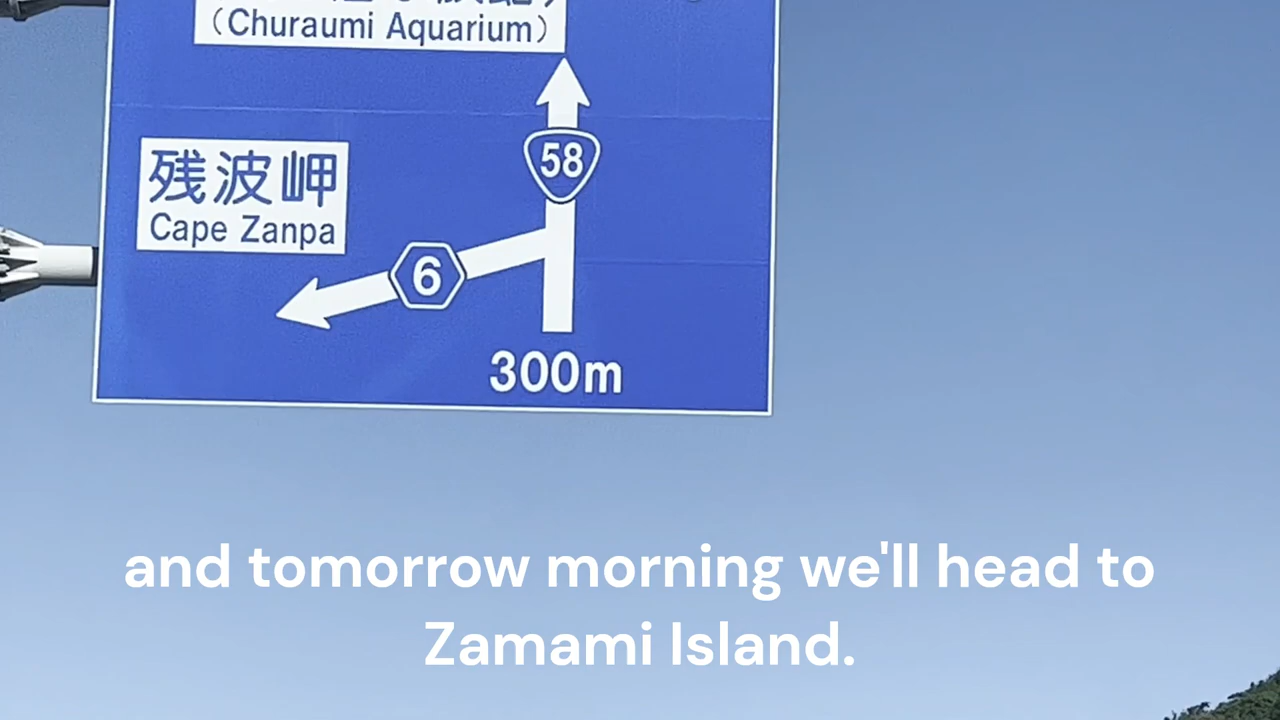 (Churaumi Aquarium)
58
残波岬
Cape Zanpa
6
300m
and tomorrow morning we'll head to
Zamami Island.